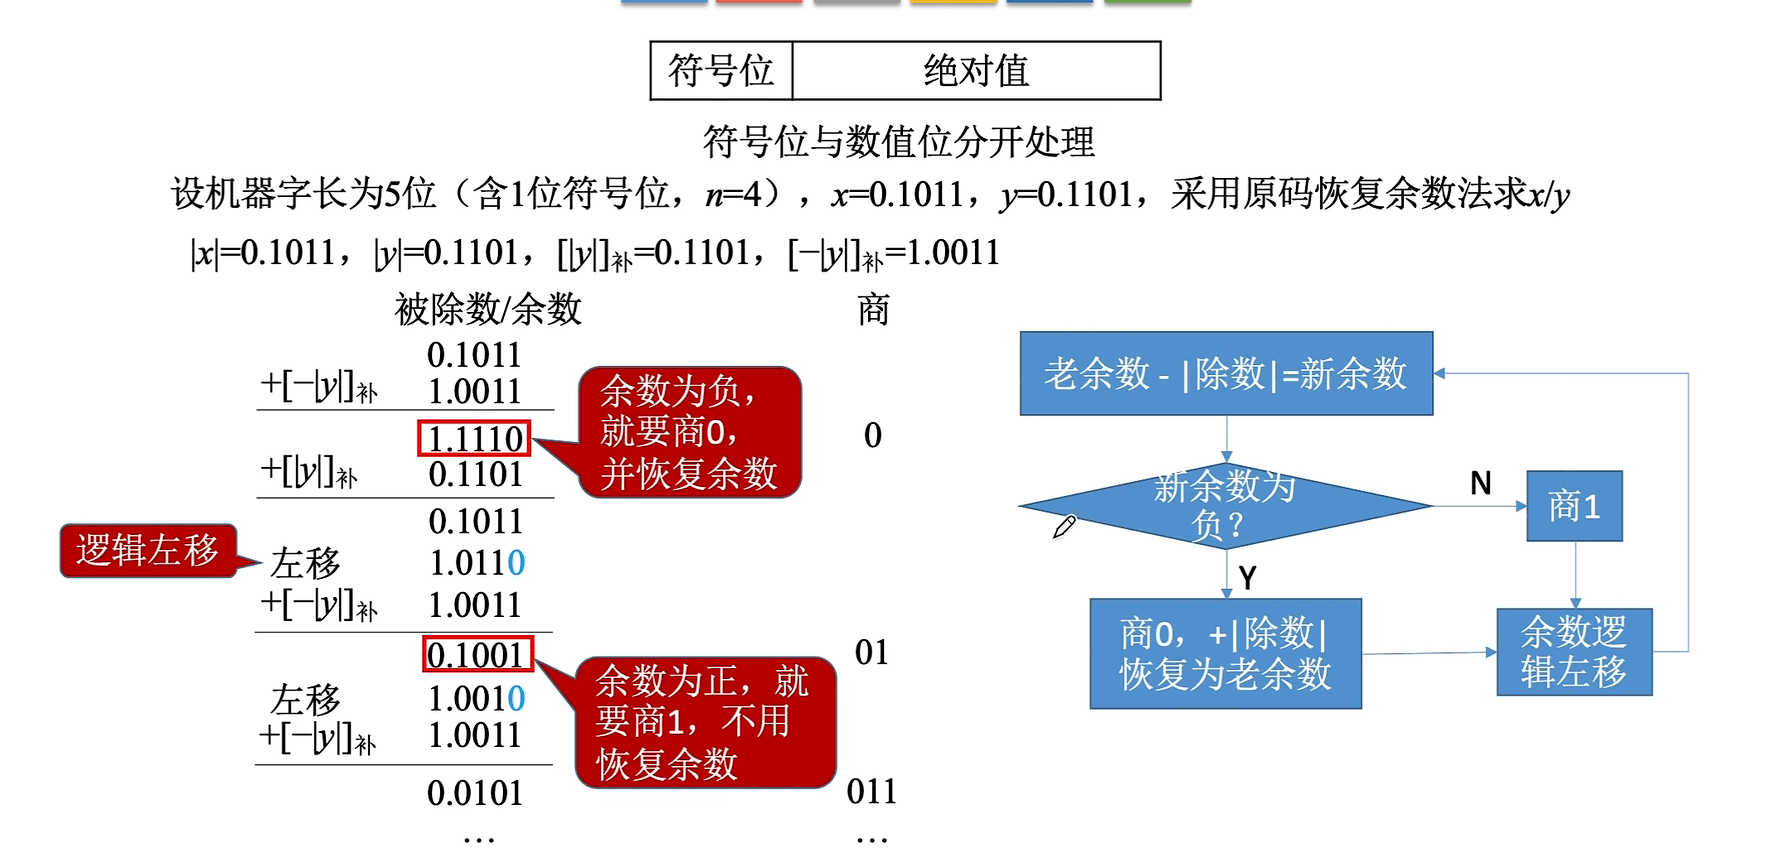 符号位 绝对值
符号位与数值位分开处理
设机器字长为5位（含1位符号位，n=4），x=0.1011，y=0.1101，采用原码恢复余数法求x/y
|x|=0.1011，|y|=0.1101，[|y|]补=0.1101，[−|y|]补=1.0011
被除数/余数 商
0.1011
+[−|y|]补 1.0011
1.1110 0
+[|y|]补 0.1101
0.1011
左移 1.0110
+[−|y|]补 1.0011
0.1001 01
左移 1.0010
+[−|y|]补 1.0011
0.0101 011
… …
逻辑左移
余数为负，
就要商0，
并恢复余数
余数为正，就
要商1，不用
恢复余数
老余数 - |除数|=新余数
新余数为
负？
N
商1
Y
商0，+|除数|
恢复为老余数
余数逻
辑左移